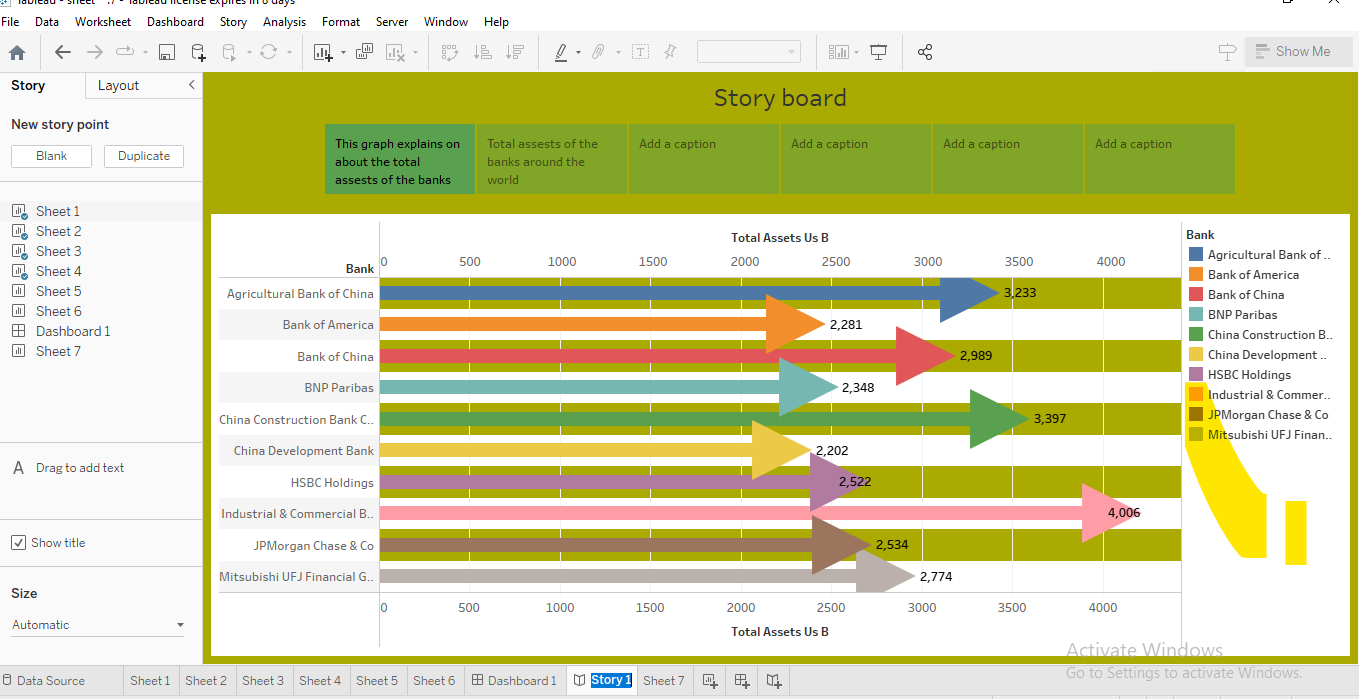 Tableau license expires in 8 days
File Data Worksheet Dashboard Story Analysis Format Server Window Help
Show Me
Story Layout
New story point
Blank Duplicate
Sheet 1
Sheet 2
Sheet 3
Sheet 4
Sheet 5
Sheet 6
Dashboard 1
Sheet 7
A Drag to add text
Show title
Size
Automatic
Story board
This graph explains on
about the total
assests of the banks
Total assests of the
banks around the
world
Add a caption
Add a caption
Add a caption
Add a caption
Total Assets Us B
0 500 1000 1500 2000 2500 3000 3500 4000
Bank
Agricultural Bank of China 3,233
Bank of America 2,281
Bank of China 2,989
BNP Paribas 2,348
China Construction Bank C.. 3,397
China Development Bank 2,202
HSBC Holdings 2,522
Industrial & Commercial B.. 4,006
JPMorgan Chase & Co 2,534
Mitsubishi UFJ Financial G.. 2,774
0 500 1000 1500 2000 2500 3000 3500 4000
Total Assets Us B
Bank
Agricultural Bank of ..
Bank of America
Bank of China
BNP Paribas
China Construction B..
China Development ..
HSBC Holdings
Industrial & Commer..
JPMorgan Chase & Co
Mitsubishi UFJ Finan..
Activate Windows
Go to Settings to activate Windows.
Data Source Sheet 1 Sheet 2 Sheet 3 Sheet 4 Sheet 5 Sheet 6 Dashboard 1 Story 1 Sheet 7